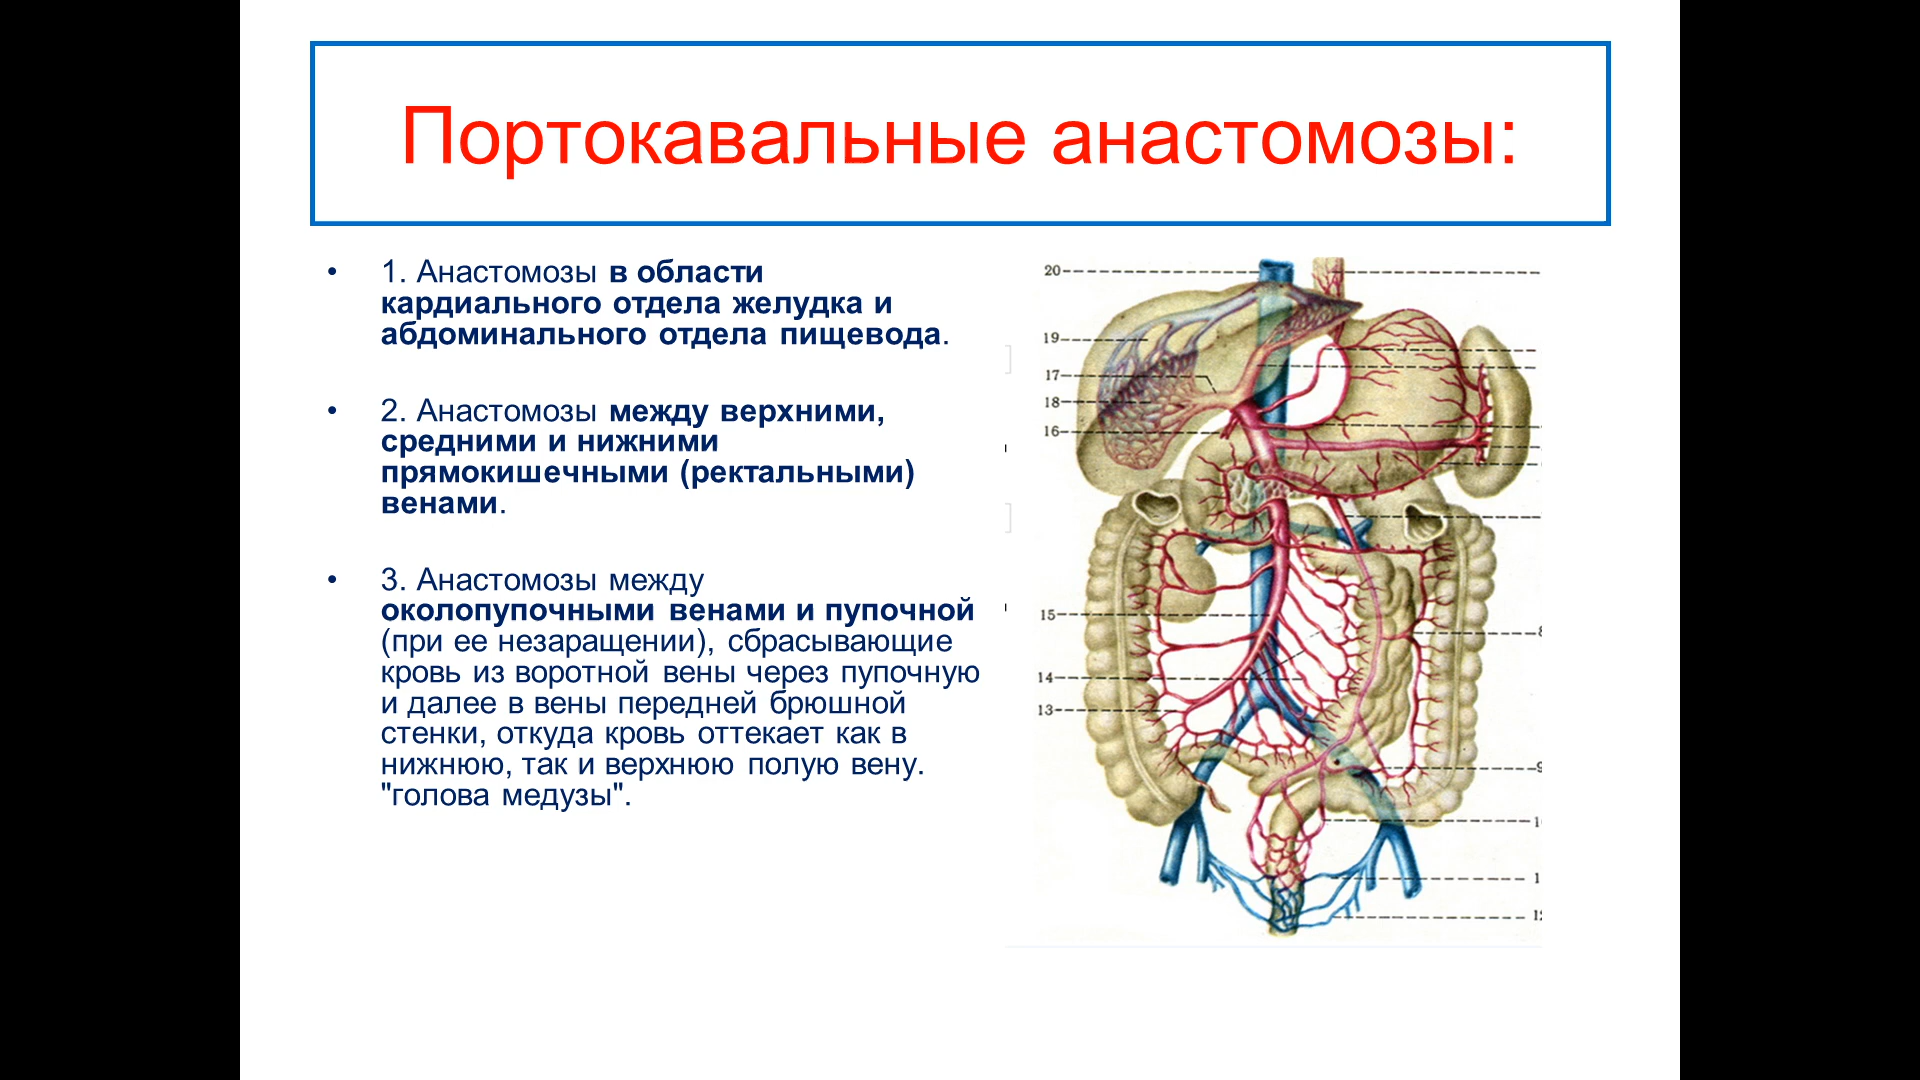 Портокавальные анастомозы:
• 1. Анастомозы в области
кардиального отдела желудка и
абдоминального отдела пищевода.
• 2. Анастомозы между верхними,
средними и нижними
прямокишечными (ректальными)
венами.
• 3. Анастомозы между
околопупочными венами и пупочной
(при ее незаращении), сбрасывающие
кровь из воротной вены через пупочную
и далее в вены передней брюшной
стенки, откуда кровь оттекает как в
нижнюю, так и верхнюю полую вену.
"голова медузы".
20
19
17
18
16
15
14
13